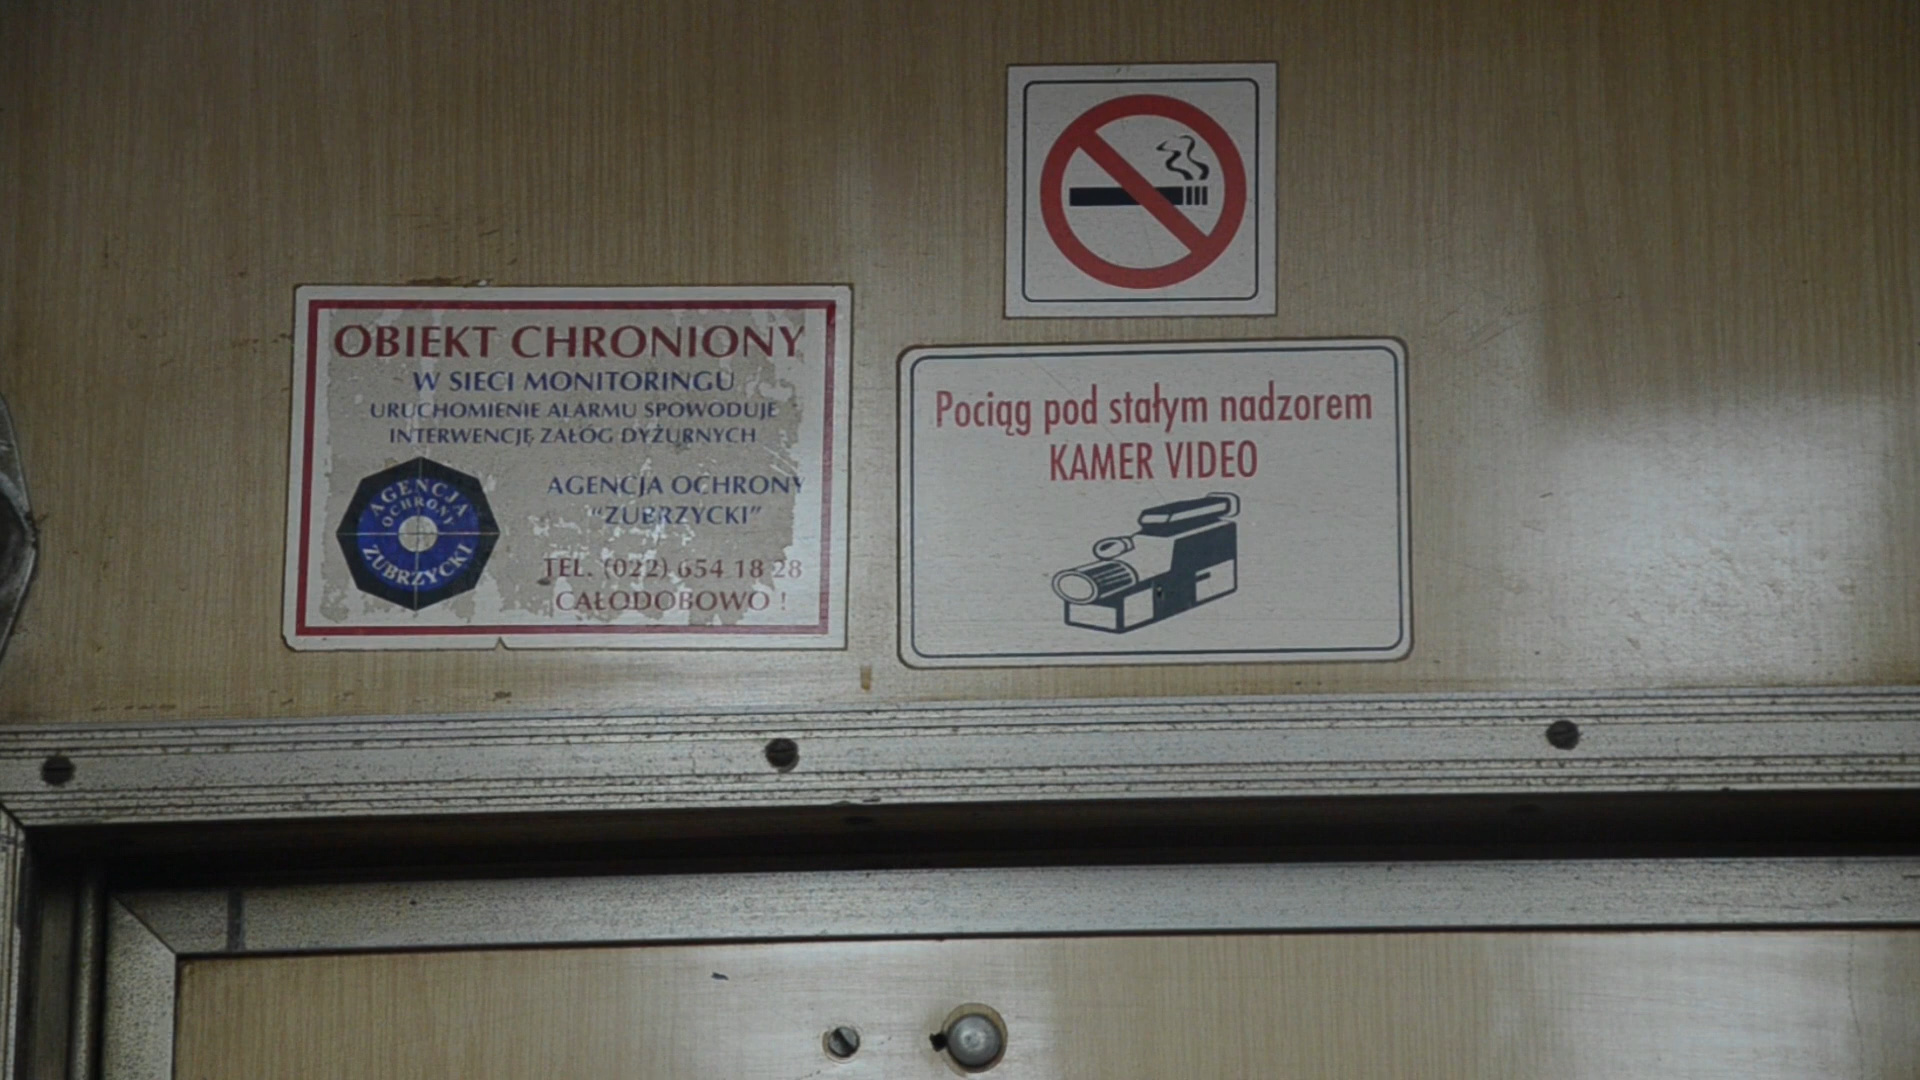 OBIEKT CHRONIONY
W SIECI MONITORINGU
URUCHOMIENIE ALARMU SPOWODUJE
INTERWENCJĘ ZAŁÓG DYŻURNYCH
AGENCJA OCHRONY
"ZUBRZYCKI"
TEL. (022) 654 18 28
CAŁODOBOWO !
AGENCJA
OCHRONY
ZUBRZYCKI
Pociąg pod stałym nadzorem
KAMER VIDEO